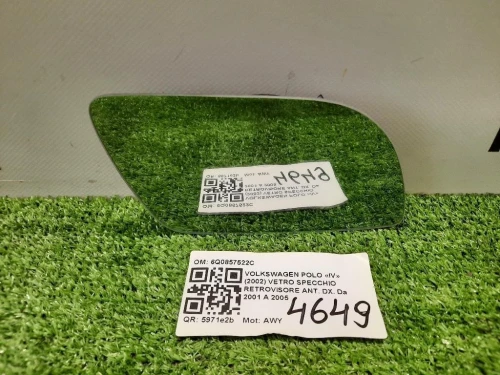 OM: 6Q0857522C
VOLKSWAGEN POLO «IV»
(2002) VETRO SPECCHIO
RETROVISORE ANT. DX. Da
2001 A 2005
QR: 5971e2b Mot: AWY
4649